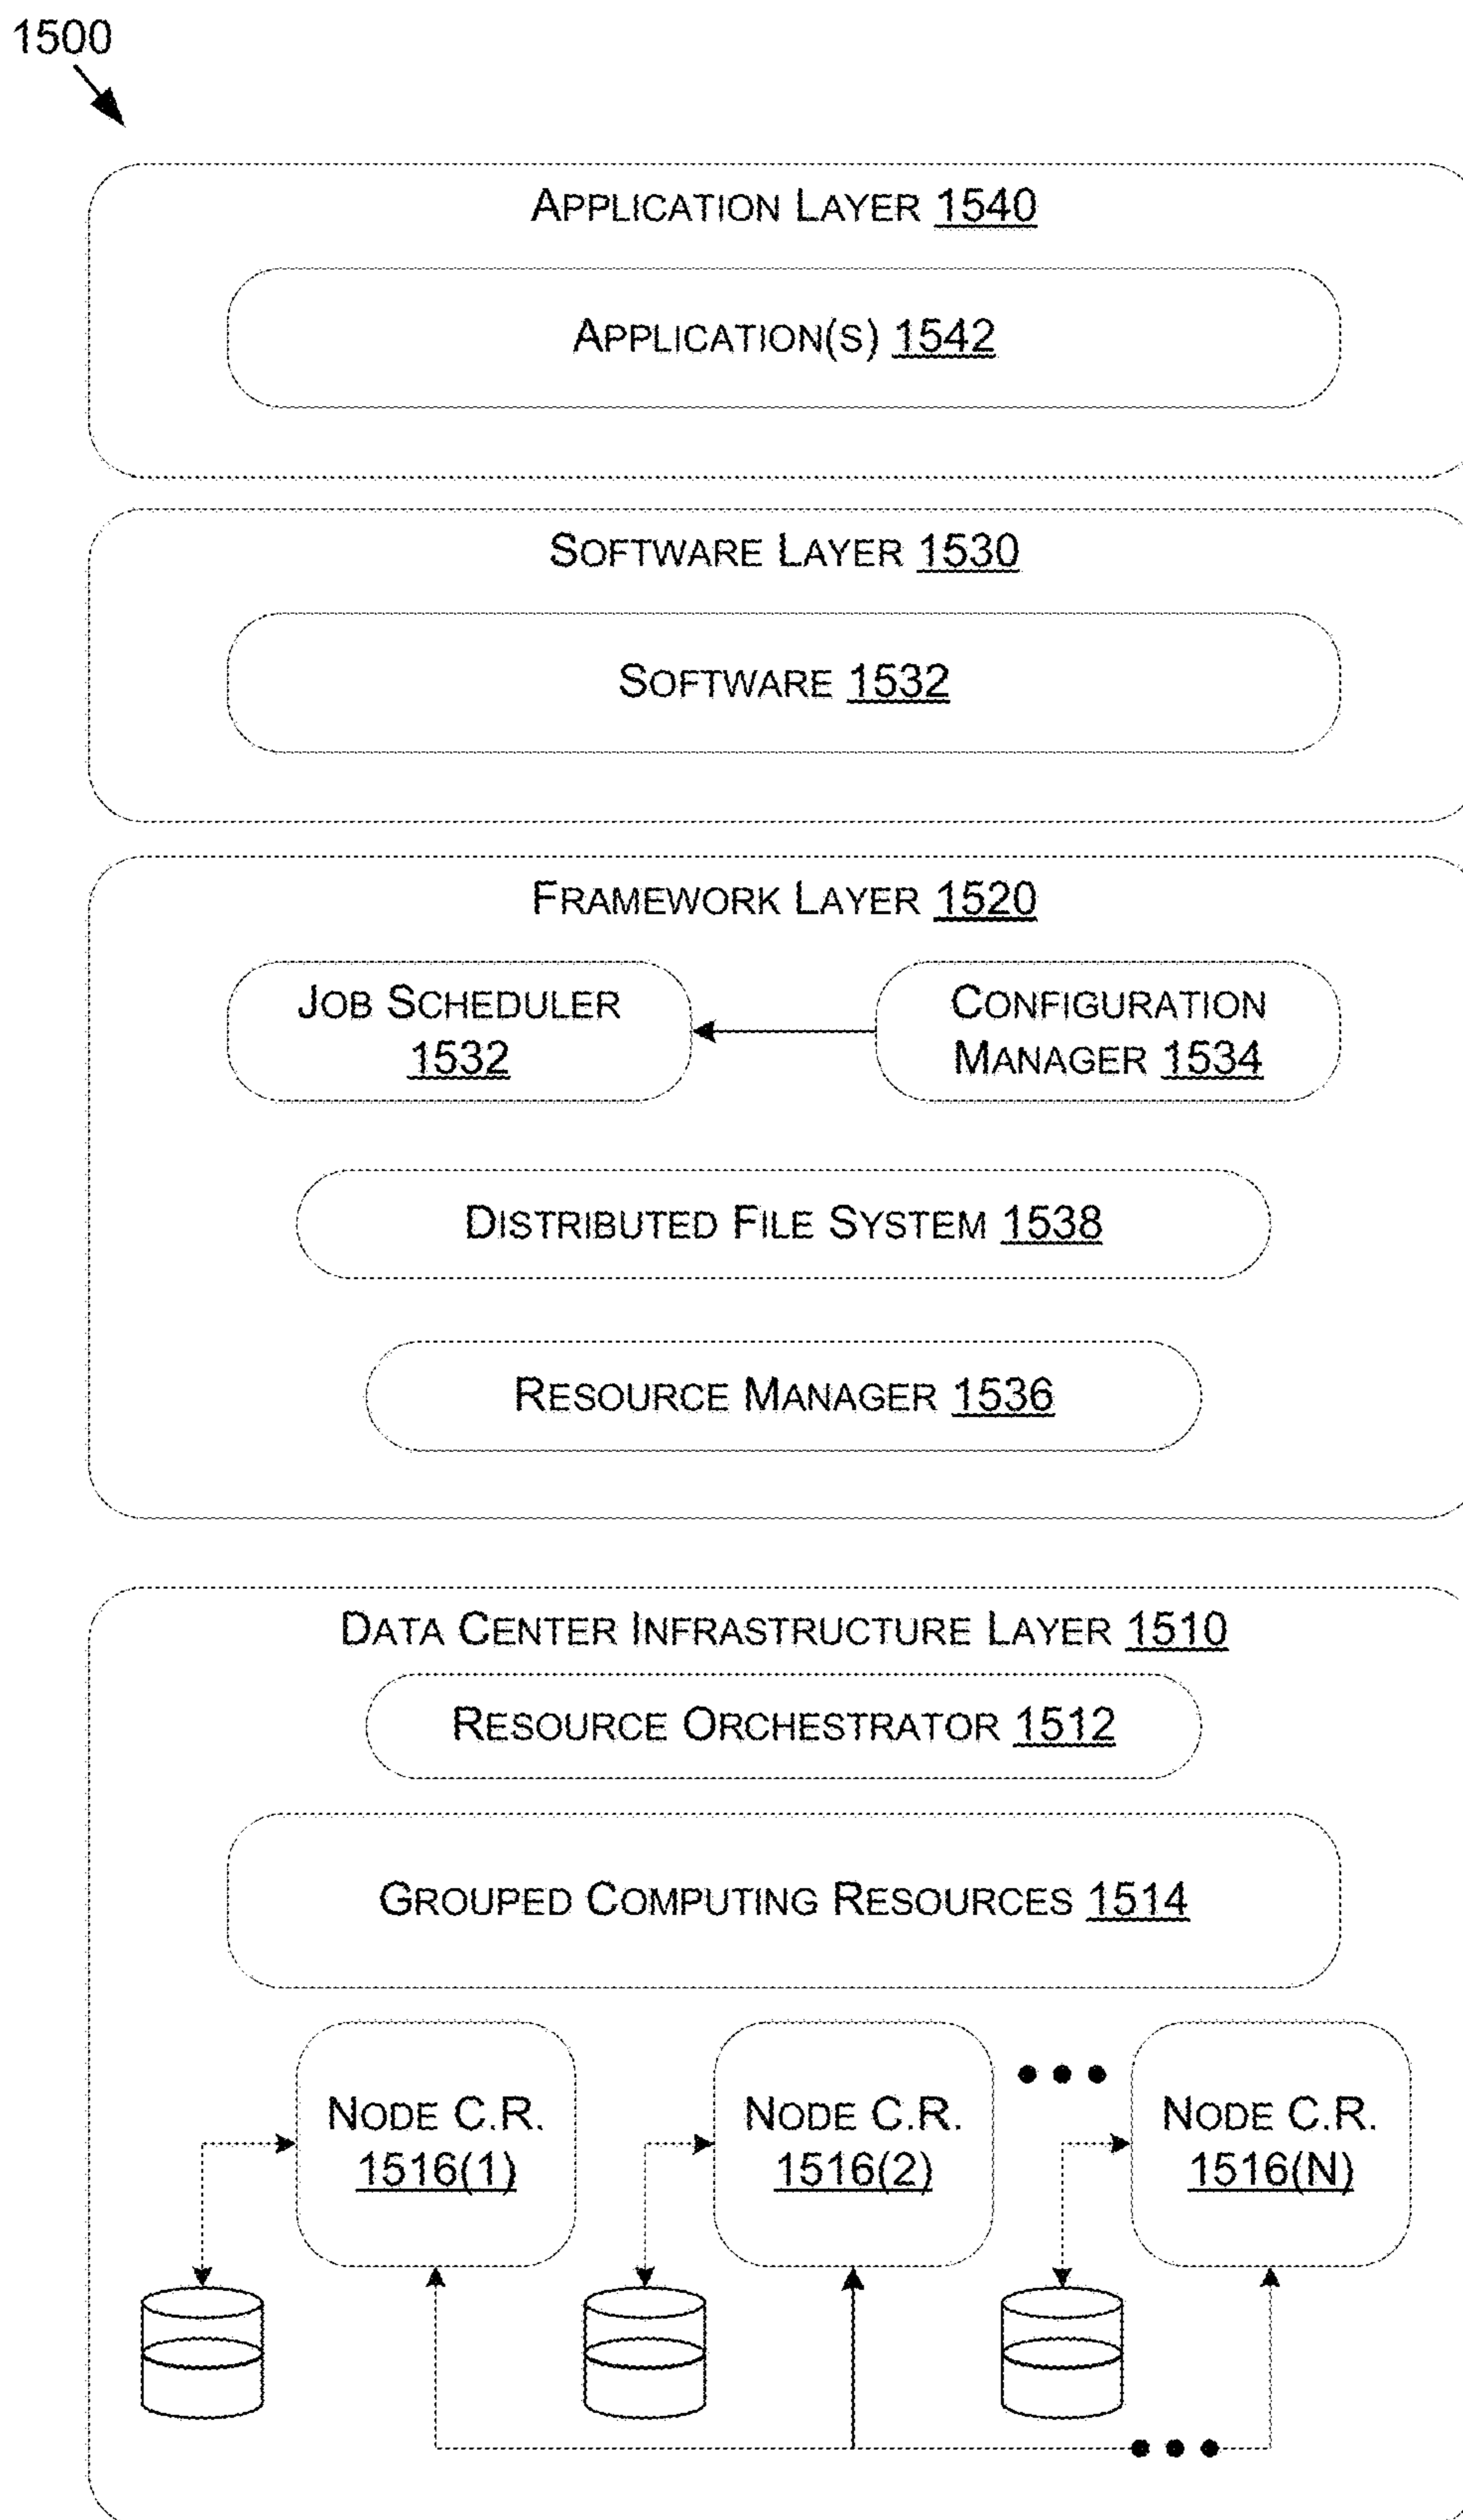 1500
APPLICATION LAYER 1540
APPLICATION(S) 1542
SOFTWARE LAYER 1530
SOFTWARE 1532
FRAMEWORK LAYER 1520
JOB SCHEDULER
1532
CONFIGURATION
MANAGER 1534
DISTRIBUTED FILE SYSTEM 1538
RESOURCE MANAGER 1536
DATA CENTER INFRASTRUCTURE LAYER 1510
RESOURCE ORCHESTRATOR 1512
GROUPED COMPUTING RESOURCES 1514
NODE C.R.
1516(1)
NODE C.R.
1516(2)
NODE C.R.
1516(N)